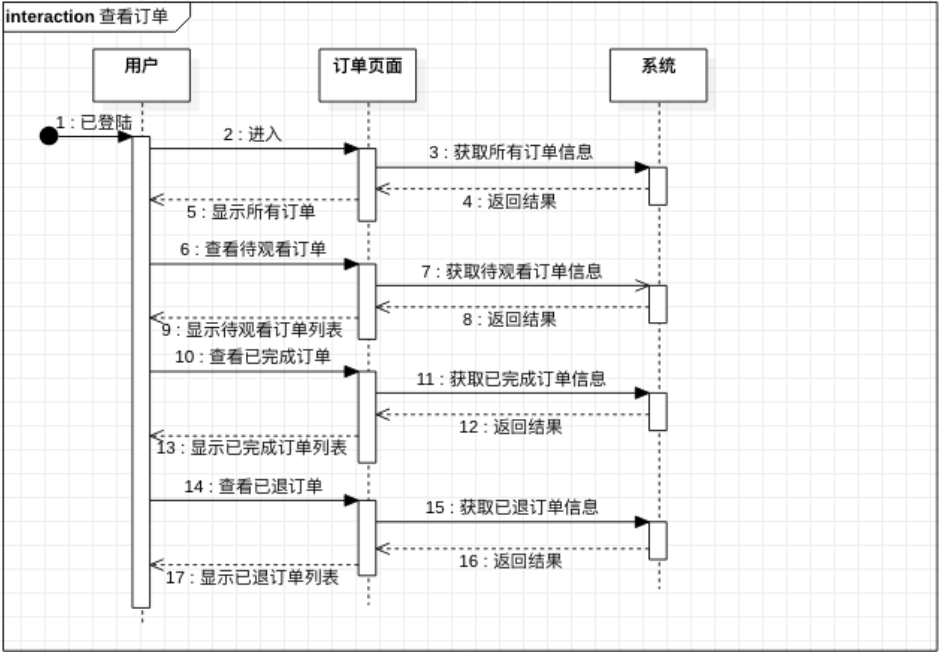 interaction 查看订单
用户
订单页面
系统
1 : 已登陆
2 : 进入
3 : 获取所有订单信息
4 : 返回结果
5 : 显示所有订单
6 : 查看待观看订单
7 : 获取待观看订单信息
8 : 返回结果
9 : 显示待观看订单列表
10 : 查看已完成订单
11 : 获取已完成订单信息
12 : 返回结果
13 : 显示已完成订单列表
14 : 查看已退订单
15 : 获取已退订单信息
16 : 返回结果
17 : 显示已退订单列表